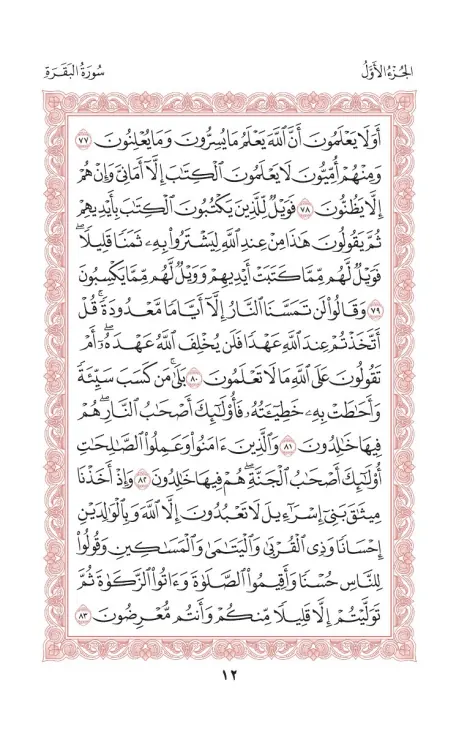 الجُزْءُ الأَوَّلُ
سُورَةُ البَقَرَةِ
أَوَلَا يَعْلَمُونَ أَنَّ ٱللَّهَ يَعْلَمُ مَا يُسِرُّونَ وَمَا يُعْلِنُونَ ٧٧
وَمِنْهُمْ أُمِّيُّونَ لَا يَعْلَمُونَ ٱلْكِتَـٰبَ إِلَّآ أَمَانِىَّ وَإِنْ هُمْ
إِلَّا يَظُنُّونَ ٧٨ فَوَيْلٌ لِّلَّذِينَ يَكْتُبُونَ ٱلْكِتَـٰبَ بِأَيْدِيهِمْ
ثُمَّ يَقُولُونَ هَـٰذَا مِنْ عِندِ ٱللَّهِ لِيَشْتَرُوا۟ بِهِۦ ثَمَنًا قَلِيلًا ۖ
فَوَيْلٌ لَّهُم مِّمَّا كَتَبَتْ أَيْدِيهِمْ وَوَيْلٌ لَّهُم مِّمَّا يَكْسِبُونَ
٧٩ وَقَالُوا۟ لَن تَمَسَّنَا ٱلنَّارُ إِلَّآ أَيَّامًا مَّعْدُودَةً ۚ قُلْ
أَتَّخَذْتُمْ عِندَ ٱللَّهِ عَهْدًا فَلَن يُخْلِفَ ٱللَّهُ عَهْدَهُۥٓ ۖ أَمْ
تَقُولُونَ عَلَى ٱللَّهِ مَا لَا تَعْلَمُونَ ٨٠ بَلَىٰ ۚ مَن كَسَبَ سَيِّئَةً
وَأَحَـٰطَتْ بِهِۦ خَطِيٓـَٔتُهُۥ فَأُو۟لَـٰٓئِكَ أَصْحَـٰبُ ٱلنَّارِ ۖ هُمْ
فِيهَا خَـٰلِدُونَ ٨١ وَٱلَّذِينَ ءَامَنُوا۟ وَعَمِلُوا۟ ٱلصَّـٰلِحَـٰتِ
أُو۟لَـٰٓئِكَ أَصْحَـٰبُ ٱلْجَنَّةِ ۖ هُمْ فِيهَا خَـٰلِدُونَ ٨٢ وَإِذْ أَخَذْنَا
مِيثَـٰقَ بَنِىٓ إِسْرَٰٓءِيلَ لَا تَعْبُدُونَ إِلَّا ٱللَّهَ وَبِٱلْوَٰلِدَيْنِ
إِحْسَانًا وَذِى ٱلْقُرْبَىٰ وَٱلْيَتَـٰمَىٰ وَٱلْمَسَـٰكِينِ وَقُولُوا۟
لِلنَّاسِ حُسْنًا وَأَقِيمُوا۟ ٱلصَّلَوٰةَ وَءَاتُوا۟ ٱلزَّكَوٰةَ ثُمَّ
تَوَلَّيْتُمْ إِلَّا قَلِيلًا مِّنكُمْ وَأَنتُم مُّعْرِضُونَ ٨٣
١٢